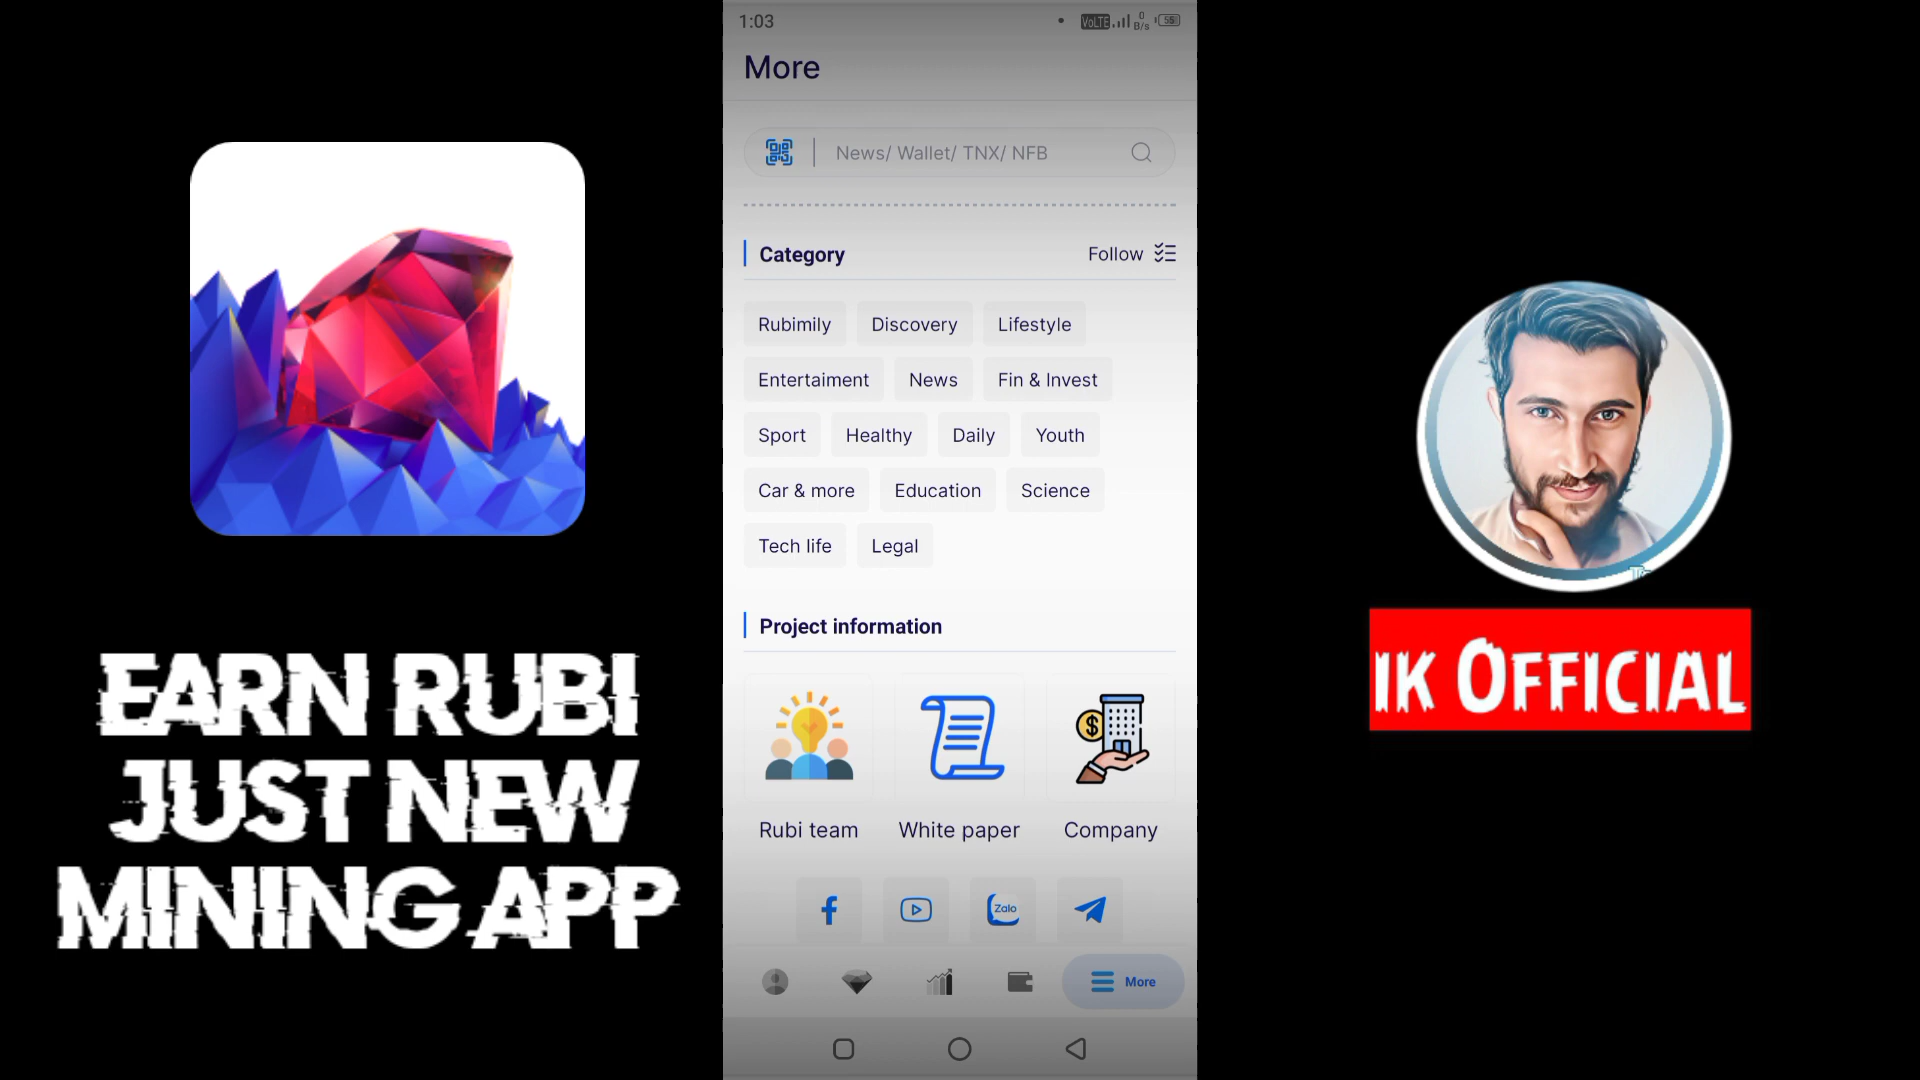 1:03
VoLTE
0
B/s
More
News/ Wallet/ TNX/ NFB
Category
Follow
Rubimily
Discovery
Lifestyle
Entertaiment
News
Fin & Invest
Sport
Healthy
Daily
Youth
Car & more
Education
Science
Tech life
Legal
Project information
Rubi team
White paper
Company
Zalo
More
EARN RUBI
JUST NEW
MINING APP
IK OFFICIAL